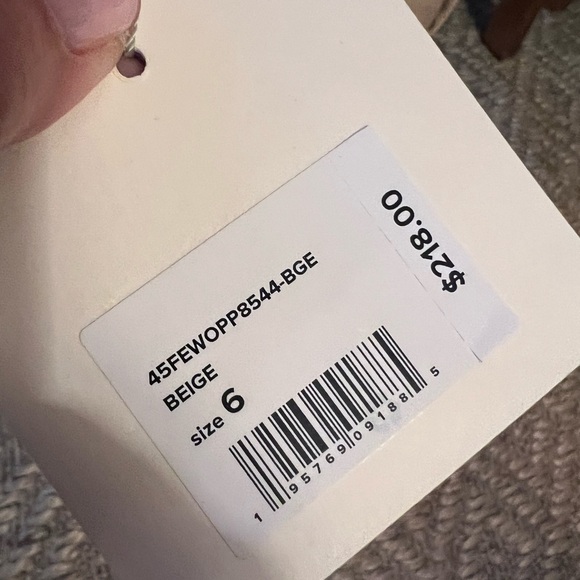 45FEWOPP8544-BGE
BEIGE
size 6
1 95769 09188 5
$218.00